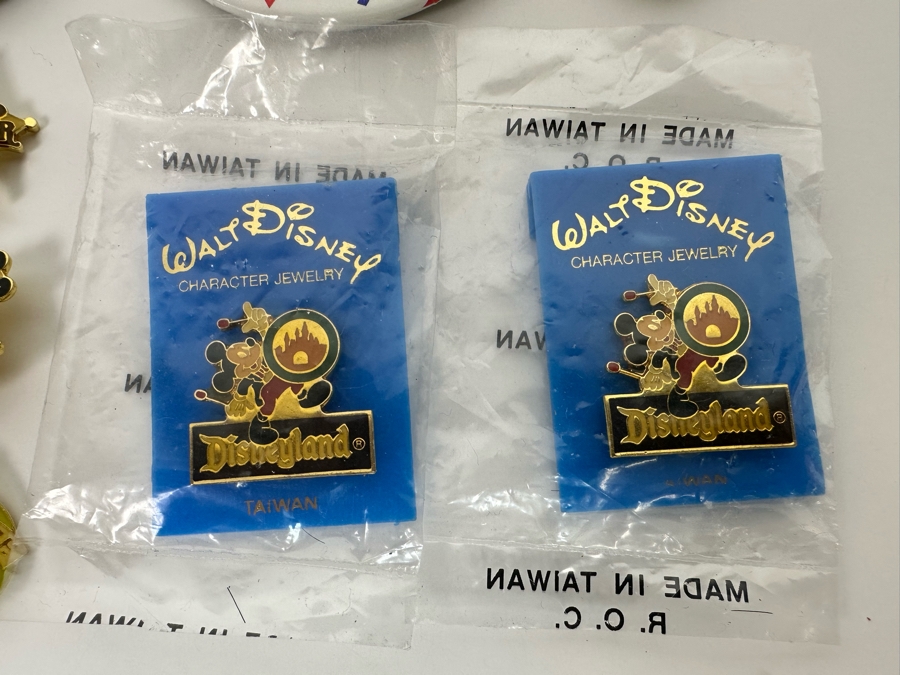 MADE IN TAIWAN
WALT DISNEY
CHARACTER JEWELRY
Disneyland®
TAIWAN
MADE IN TAIWAN
R. O. C.
WALT DISNEY
CHARACTER JEWELRY
Disneyland®
TAIWAN
MADE IN TAIWAN
R. O. C.